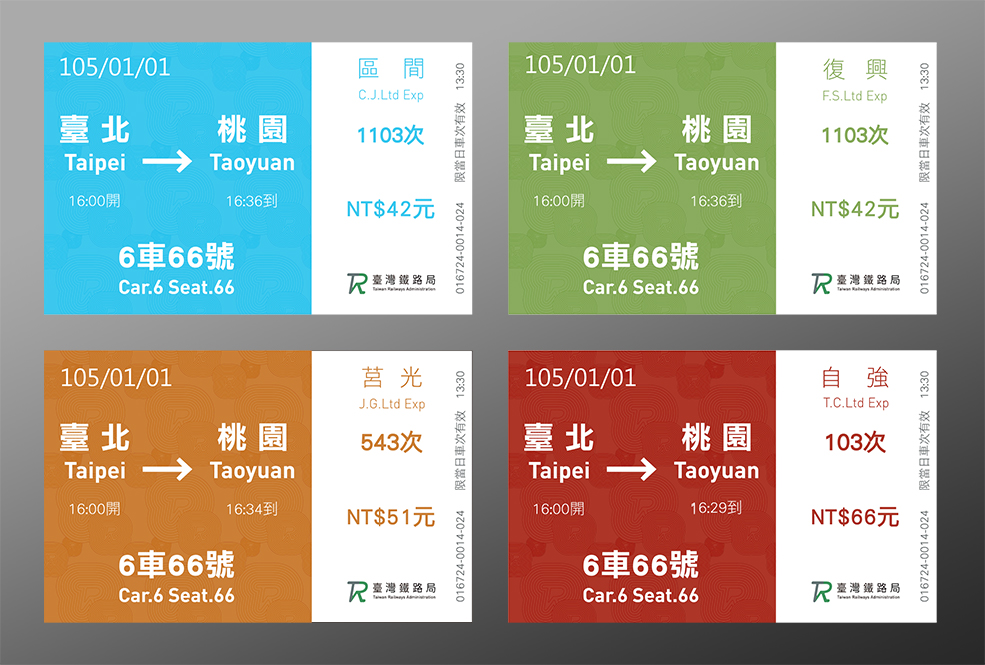 105/01/01
臺北 桃園
Taipei → Taoyuan
16:00開 16:36到
6車66號
Car.6 Seat.66
區間
C.J.Ltd Exp
1103次
NT$42元
臺灣鐵路局
Taiwan Railways Administration
016724-0014-024 限當日車次有效 13:30
105/01/01
臺北 桃園
Taipei → Taoyuan
16:00開 16:36到
6車66號
Car.6 Seat.66
復興
F.S.Ltd Exp
1103次
NT$42元
臺灣鐵路局
Taiwan Railways Administration
016724-0014-024 限當日車次有效 13:30
105/01/01
臺北 桃園
Taipei → Taoyuan
16:00開 16:34到
6車66號
Car.6 Seat.66
莒光
J.G.Ltd Exp
543次
NT$51元
臺灣鐵路局
Taiwan Railways Administration
016724-0014-024 限當日車次有效 13:30
105/01/01
臺北 桃園
Taipei → Taoyuan
16:00開 16:29到
6車66號
Car.6 Seat.66
自強
T.C.Ltd Exp
103次
NT$66元
臺灣鐵路局
Taiwan Railways Administration
016724-0014-024 限當日車次有效 13:30